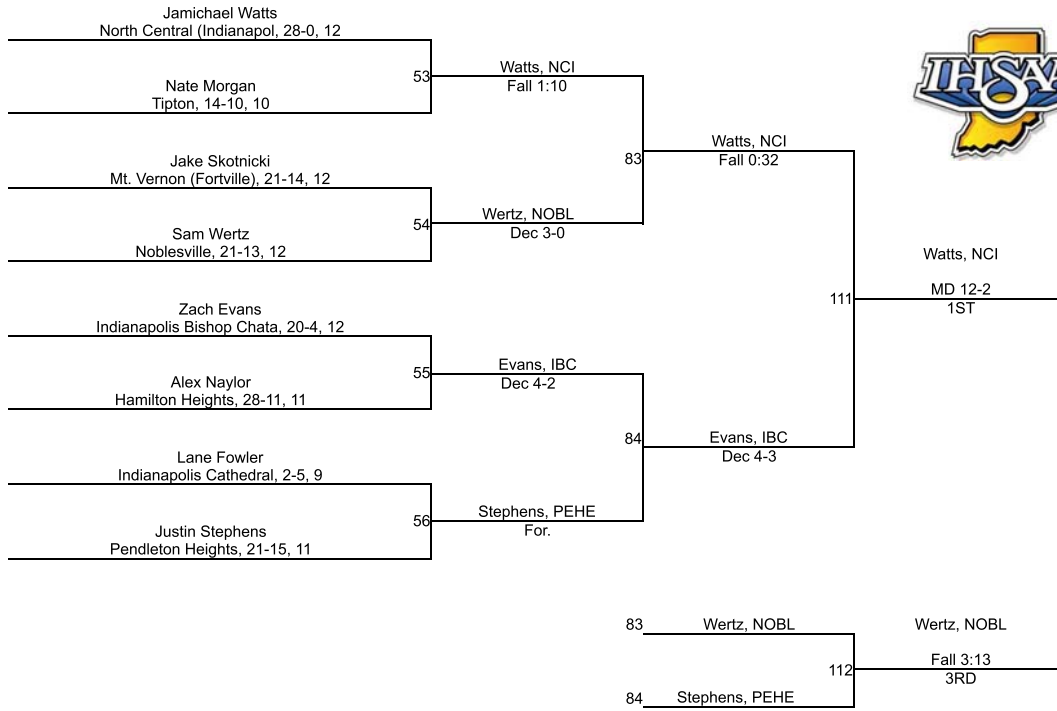 Jamichael Watts
North Central (Indianapol, 28-0, 12
53
Nate Morgan
Tipton, 14-10, 10
Watts, NCI
Fall 1:10
IHSAA
83
Watts, NCI
Fall 0:32
Jake Skotnicki
Mt. Vernon (Fortville), 21-14, 12
54
Sam Wertz
Noblesville, 21-13, 12
Wertz, NOBL
Dec 3-0
Watts, NCI
111
MD 12-2
1ST
Zach Evans
Indianapolis Bishop Chata, 20-4, 12
55
Alex Naylor
Hamilton Heights, 28-11, 11
Evans, IBC
Dec 4-2
84
Evans, IBC
Dec 4-3
Lane Fowler
Indianapolis Cathedral, 2-5, 9
56
Justin Stephens
Pendleton Heights, 21-15, 11
Stephens, PEHE
For.
83
Wertz, NOBL
112
84
Stephens, PEHE
Wertz, NOBL
Fall 3:13
3RD